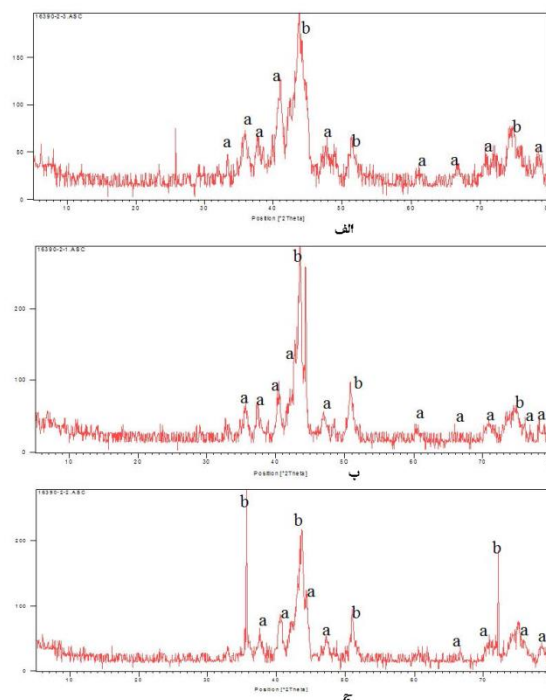 16390-2-3.ASC
150
100
50
0
a a a a b a b a a a b a
10 20 30 40 50 60 70 80
Position [°2Theta]
الف
16390-2-1.ASC
200
100
0
a a a a b a b a a a b a a
10 20 30 40 50 60 70
Position [°2Theta]
ب
16390-2-2.ASC
200
100
0
b a a b a a b a a b a a
10 20 30 40 50 60 70
Position [°2Theta]
ج